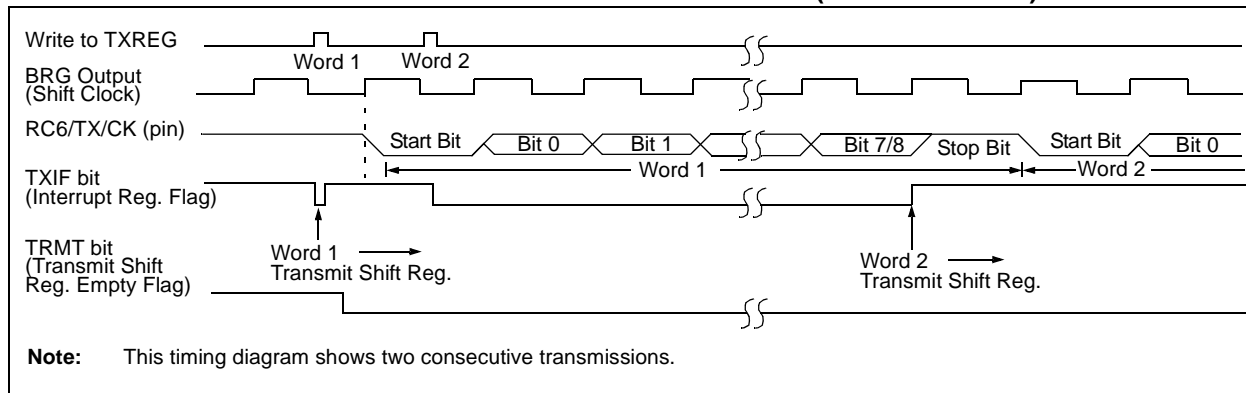 Write to TXREG
Word 1
Word 2
BRG Output
(Shift Clock)
RC6/TX/CK (pin)
Start Bit
Bit 0
Bit 1
Bit 7/8
Stop Bit
Start Bit
Bit 0
Word 1
Word 2
TXIF bit
(Interrupt Reg. Flag)
Word 1
Transmit Shift Reg.
Word 2
Transmit Shift Reg.
TRMT bit
(Transmit Shift
Reg. Empty Flag)
Note: This timing diagram shows two consecutive transmissions.